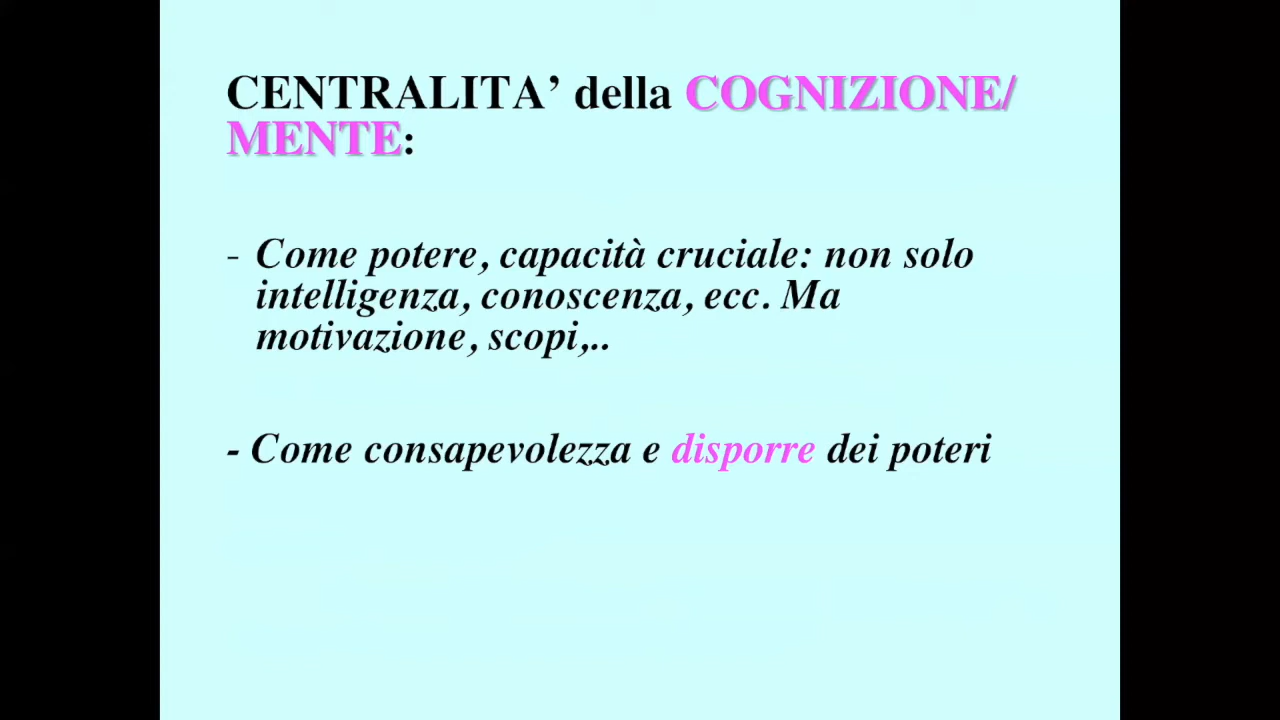 CENTRALITA’ della COGNIZIONE/
MENTE:
- Come potere, capacità cruciale: non solo
intelligenza, conoscenza, ecc. Ma
motivazione, scopi,..
- Come consapevolezza e disporre dei poteri